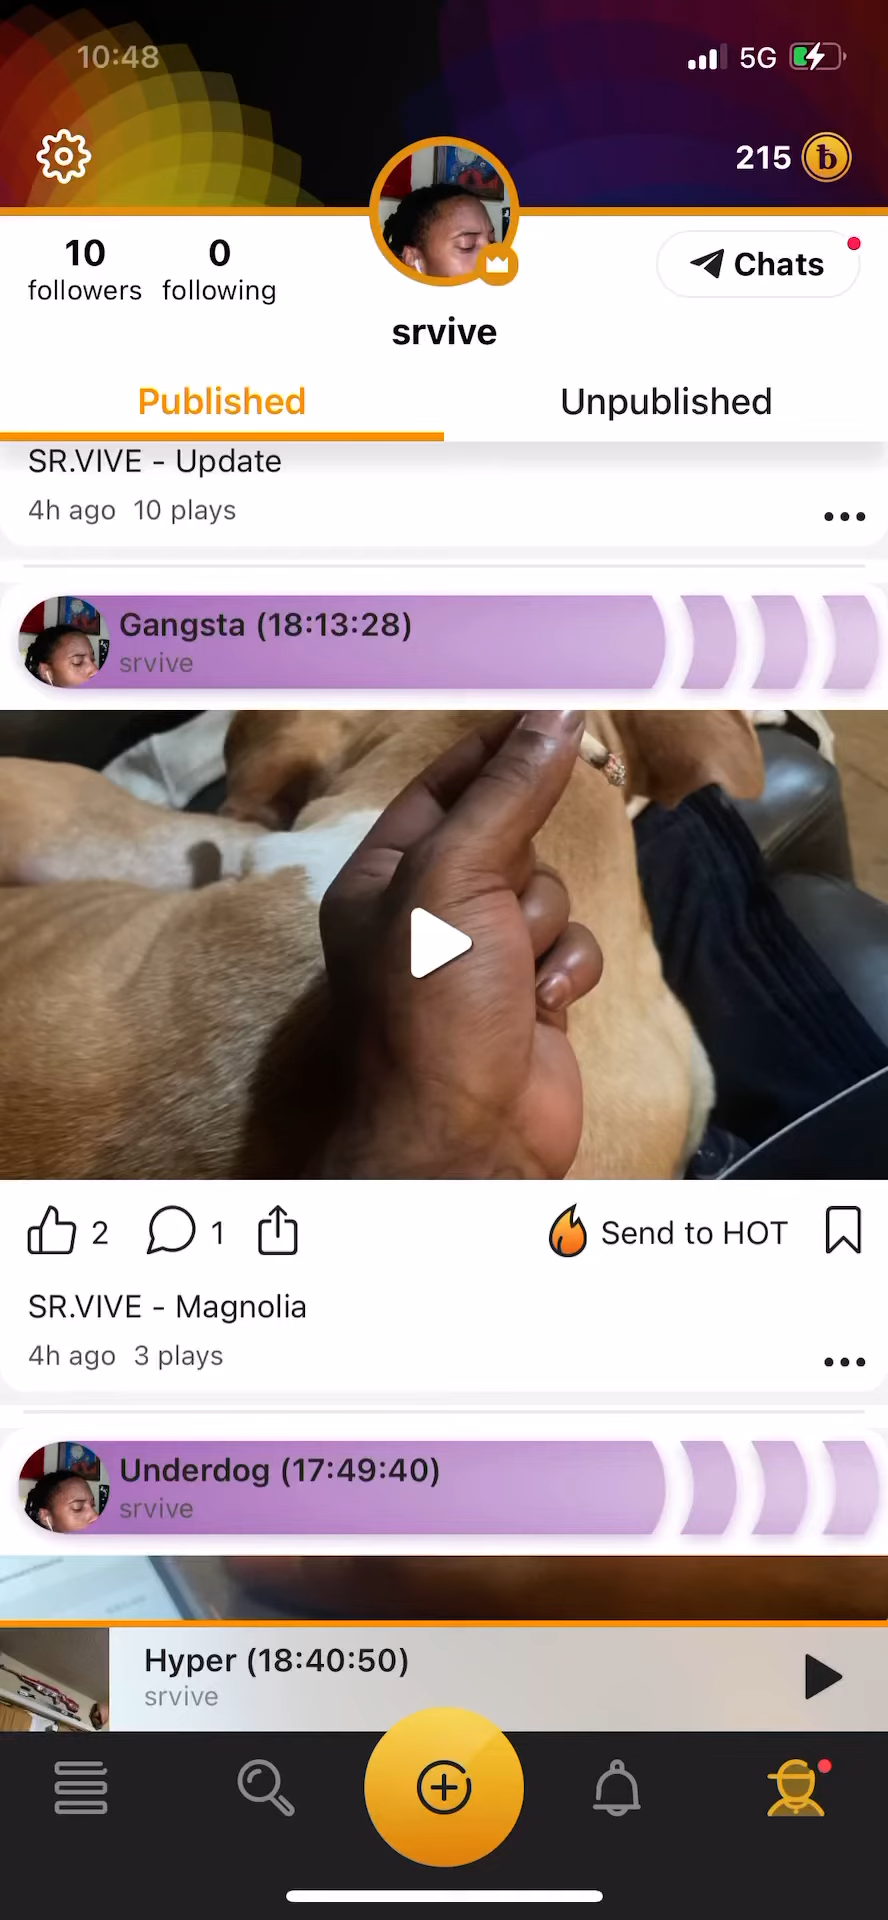 10:48
5G
215
10
0
followers
following
Chats
srvive
Published
Unpublished
SR.VIVE - Update
4h ago 10 plays
Gangsta (18:13:28)
srvive
2
1
Send to HOT
SR.VIVE - Magnolia
4h ago 3 plays
Underdog (17:49:40)
srvive
Hyper (18:40:50)
srvive